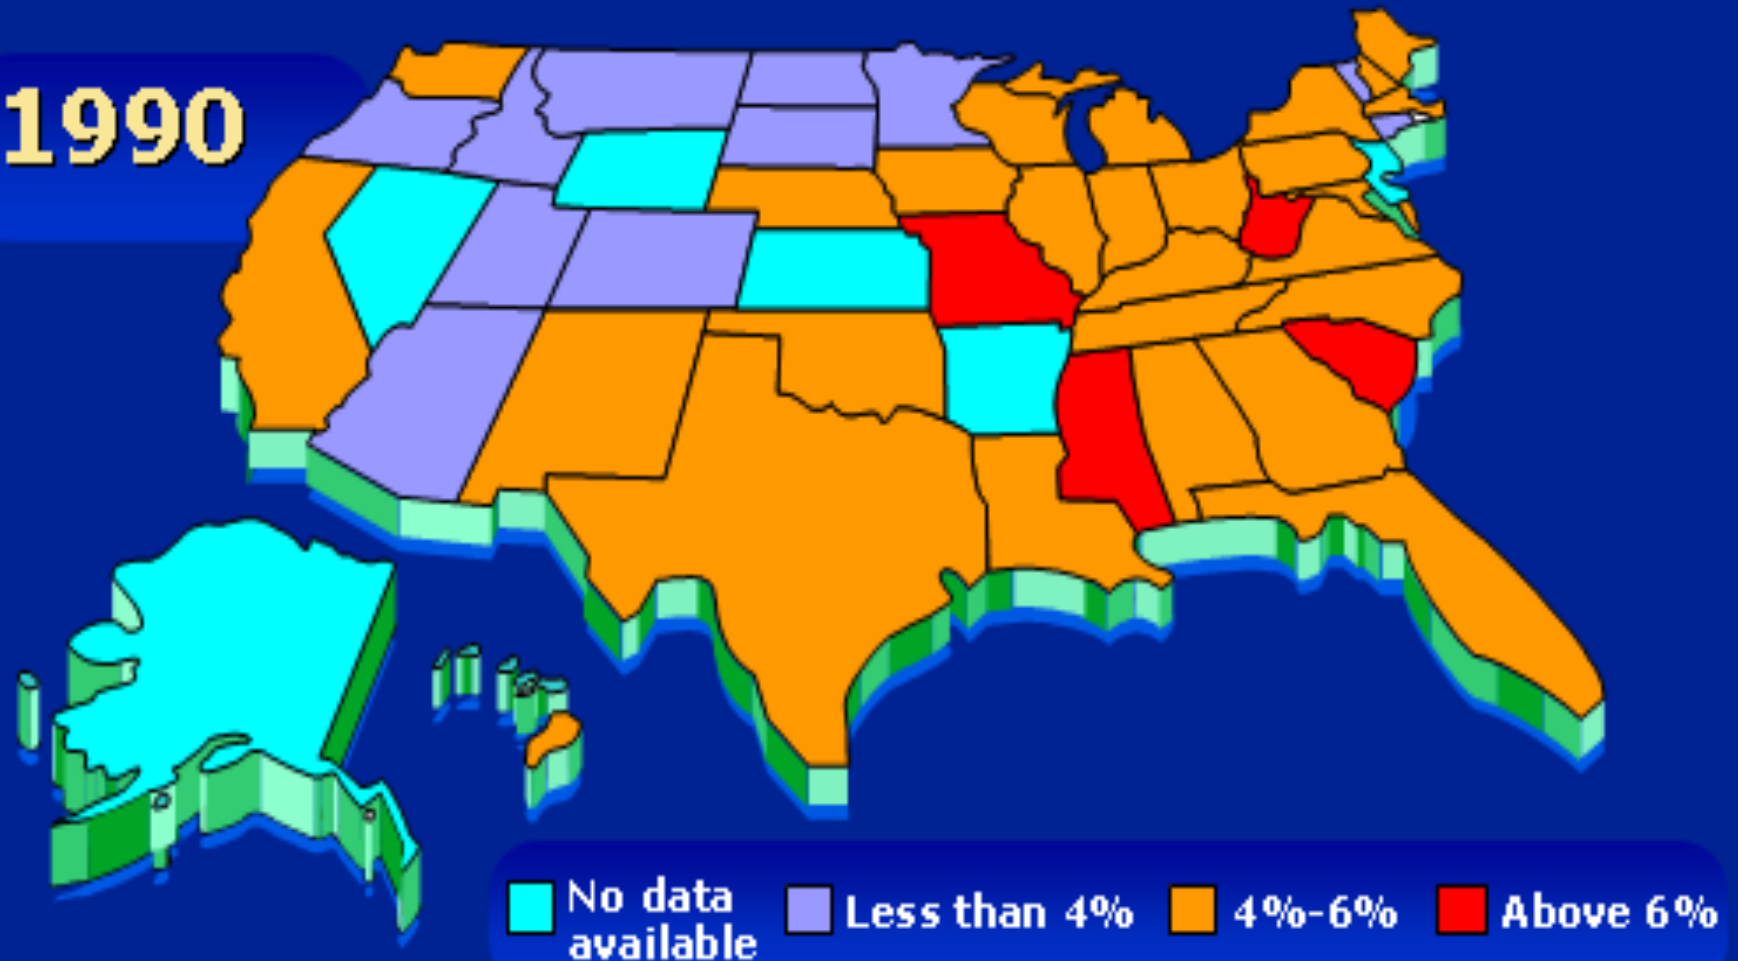 1990
No data
available
Less than 4%
4%-6%
Above 6%